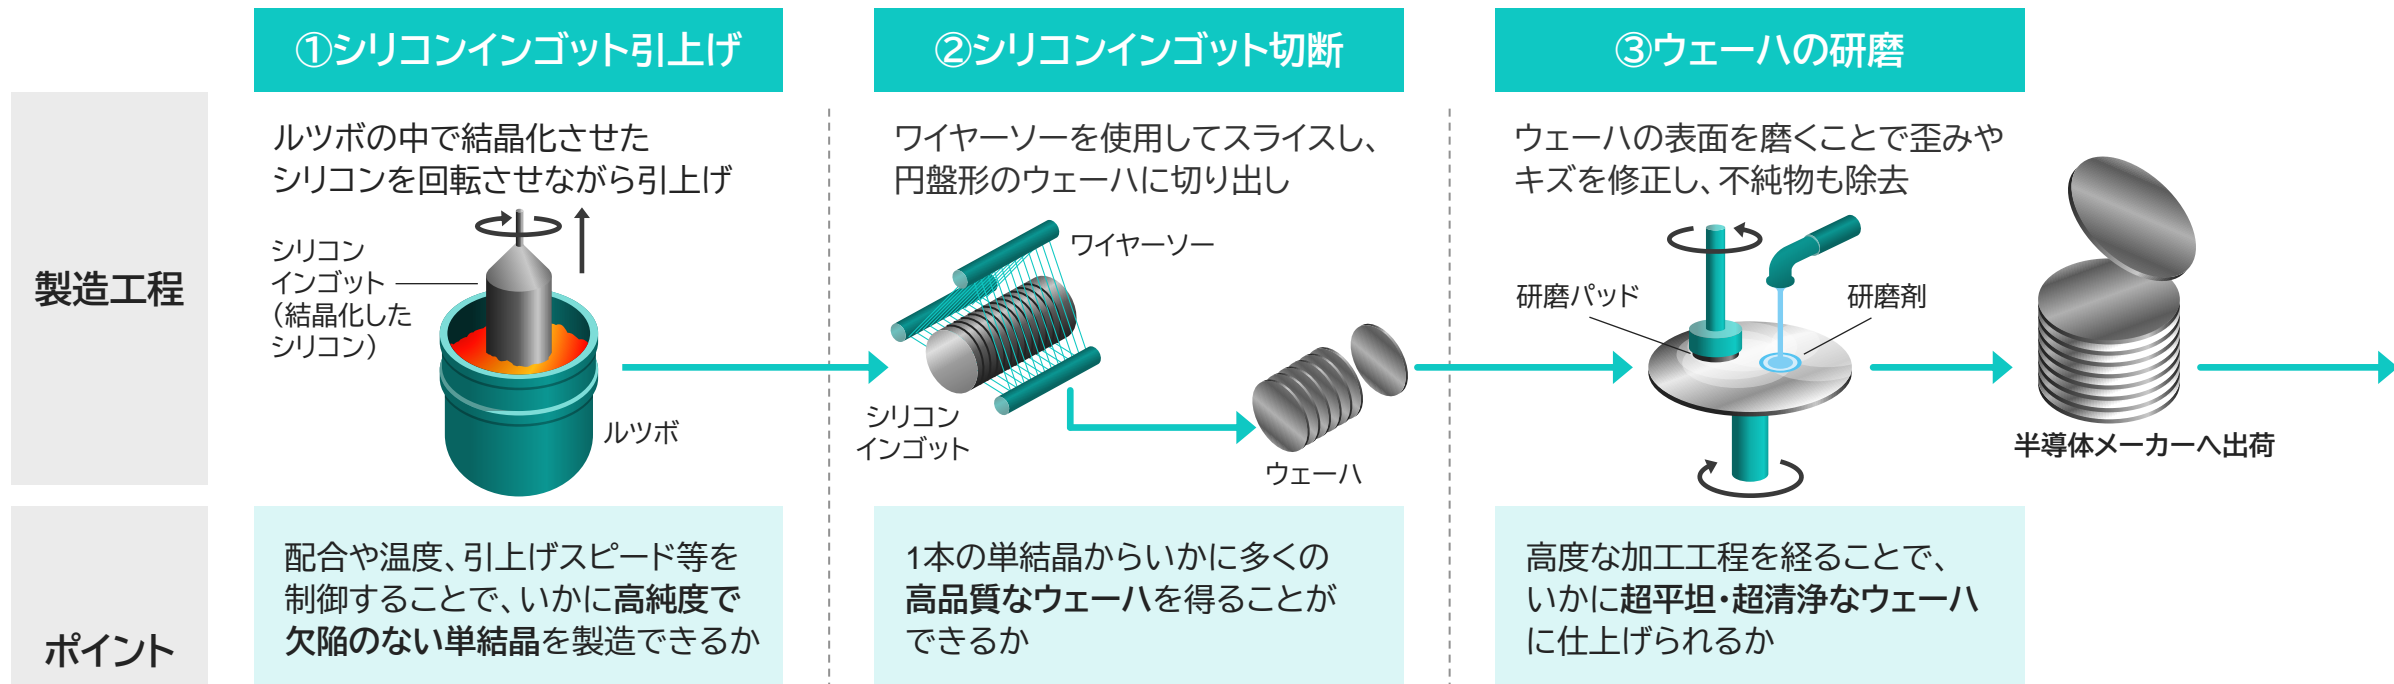 ①シリコンインゴット引上げ
②シリコンインゴット切断
③ウェーハの研磨
製造工程
ルツボの中で結晶化させた
シリコンを回転させながら引上げ
シリコン
インゴット
（結晶化した
シリコン）
ルツボ
ワイヤーソーを使用してスライスし、
円盤形のウェーハに切り出し
ワイヤーソー
シリコン
インゴット
ウェーハ
ウェーハの表面を磨くことで歪みや
キズを修正し、不純物も除去
研磨パッド
研磨剤
半導体メーカーへ出荷
ポイント
配合や温度、引上げスピード等を
制御することで、いかに高純度で
欠陥のない単結晶を製造できるか
1本の単結晶からいかに多くの
高品質なウェーハを得ることが
できるか
高度な加工工程を経ることで、
いかに超平坦・超清浄なウェーハ
に仕上げられるか